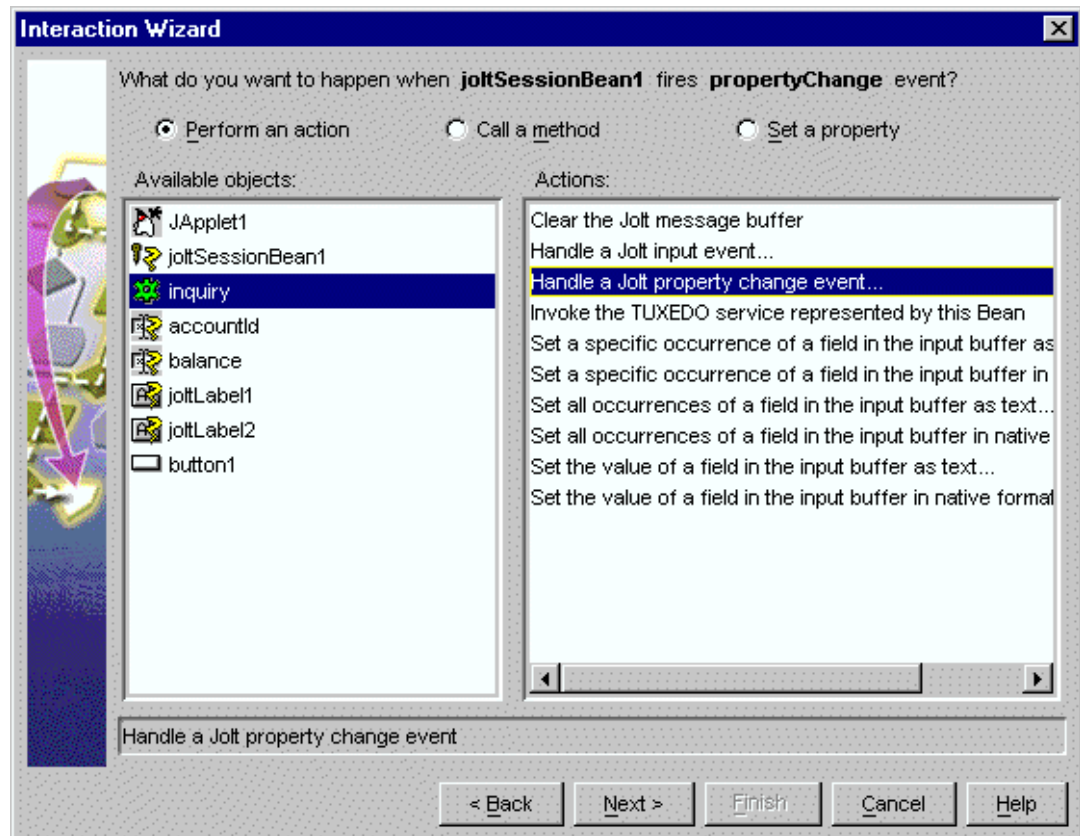 Interaction Wizard
What do you want to happen when joltSessionBean1 fires propertyChange event?
Perform an action
Call a method
Set a property
Available objects:
JApplet1
joltSessionBean1
inquiry
accountId
balance
joltLabel1
joltLabel2
button1
Actions:
Clear the Jolt message buffer
Handle a Jolt input event...
Handle a Jolt property change event...
Invoke the TUXEDO service represented by this Bean
Set a specific occurrence of a field in the input buffer as
Set a specific occurrence of a field in the input buffer in
Set all occurrences of a field in the input buffer as text...
Set all occurrences of a field in the input buffer in native
Set the value of a field in the input buffer as text...
Set the value of a field in the input buffer in native format
Handle a Jolt property change event
< Back
Next >
Finish
Cancel
Help